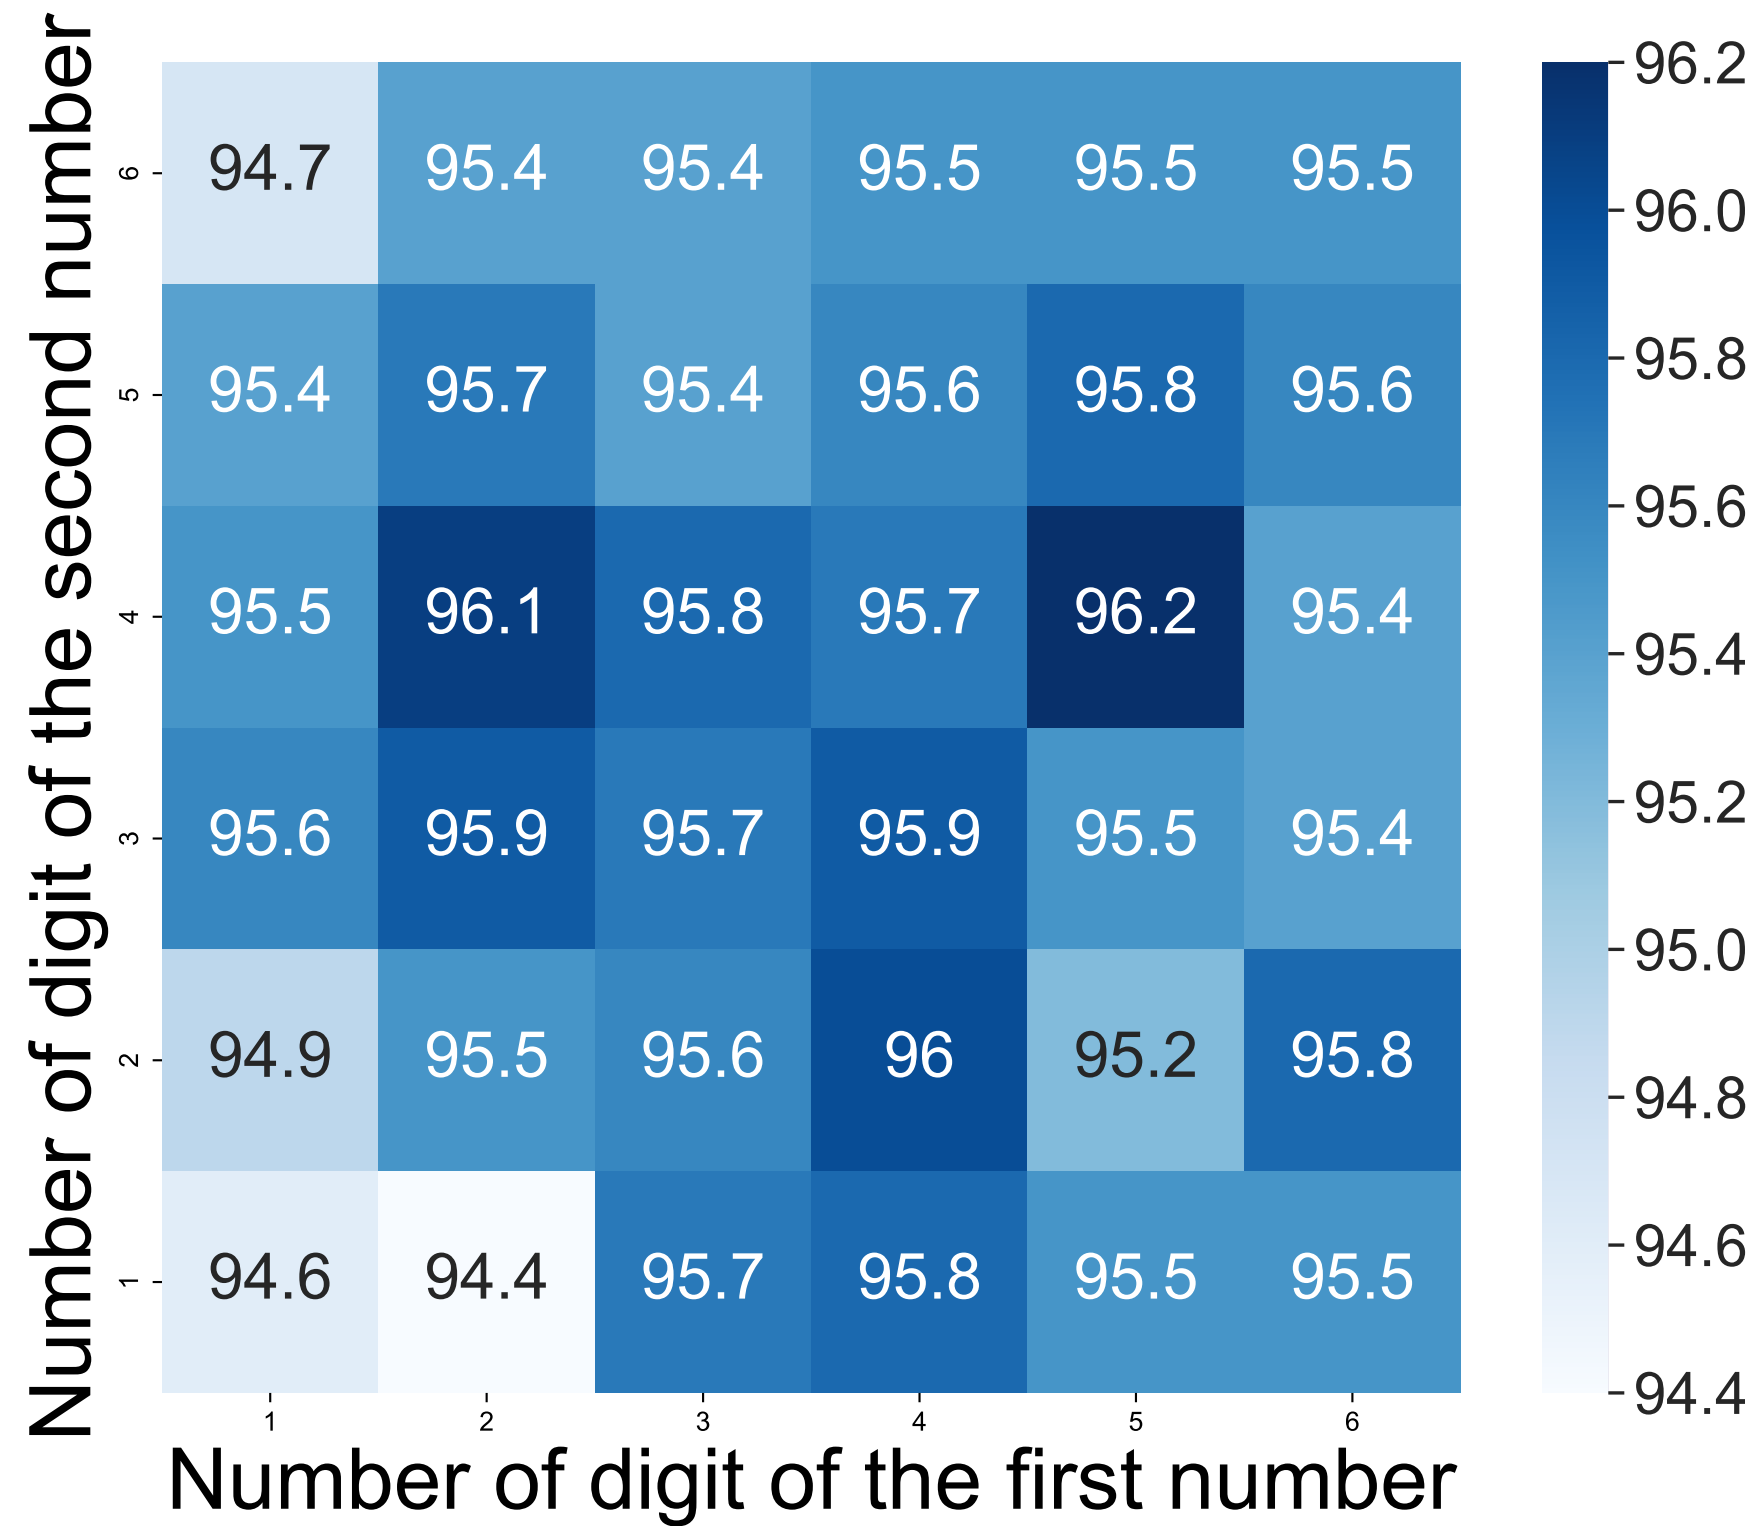 Number of digit of the second number
6 94.7 95.4 95.4 95.5 95.5 95.5
5 95.4 95.7 95.4 95.6 95.8 95.6
4 95.5 96.1 95.8 95.7 96.2 95.4
3 95.6 95.9 95.7 95.9 95.5 95.4
2 94.9 95.5 95.6 96 95.2 95.8
1 94.6 94.4 95.7 95.8 95.5 95.5
1 2 3 4 5 6
Number of digit of the first number
96.2
96.0
95.8
95.6
95.4
95.2
95.0
94.8
94.6
94.4